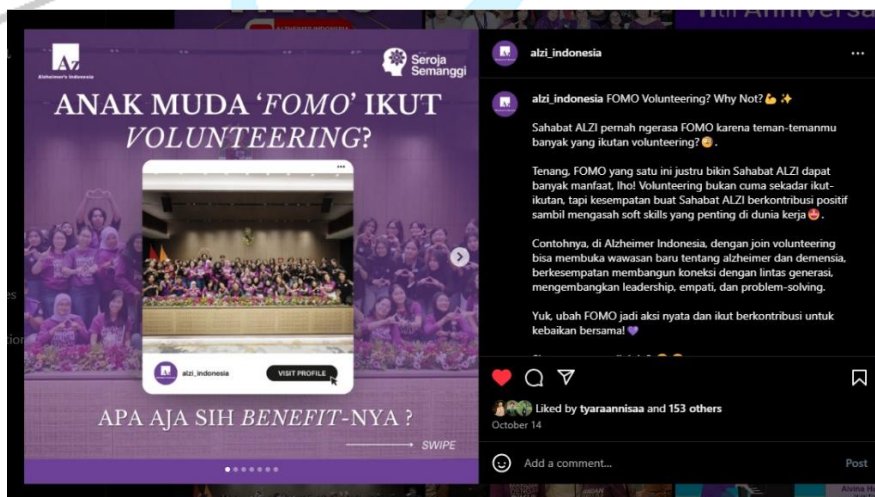 Az
Alzheimer's Indonesia
Seroja
Semanggi
ANAK MUDA 'FOMO' IKUT
VOLUNTEERING?
alzi_indonesia
VISIT PROFILE
APA AJA SIH BENEFIT-NYA ?
SWIPE
alzi_indonesia
alzi_indonesia FOMO Volunteering? Why Not?💪✨
Sahabat ALZI pernah ngerasa FOMO karena teman-temanmu
banyak yang ikutan volunteering?🤔.
Tenang, FOMO yang satu ini justru bikin Sahabat ALZI dapat
banyak manfaat, lho! Volunteering bukan cuma sekadar ikut-
ikutan, tapi kesempatan buat Sahabat ALZI berkontribusi positif
sambil mengasah soft skills yang penting di dunia kerja🤩.
Contohnya, di Alzheimer Indonesia, dengan join volunteering
bisa membuka wawasan baru tentang alzheimer dan demensia,
berkesempatan membangun koneksi dengan lintas generasi,
mengembangkan leadership, empati, dan problem-solving.
Yuk, ubah FOMO jadi aksi nyata dan ikut berkontribusi untuk
kebaikan bersama!💜
Liked by tyaraannisaa and 153 others
October 14
Add a comment...
Post